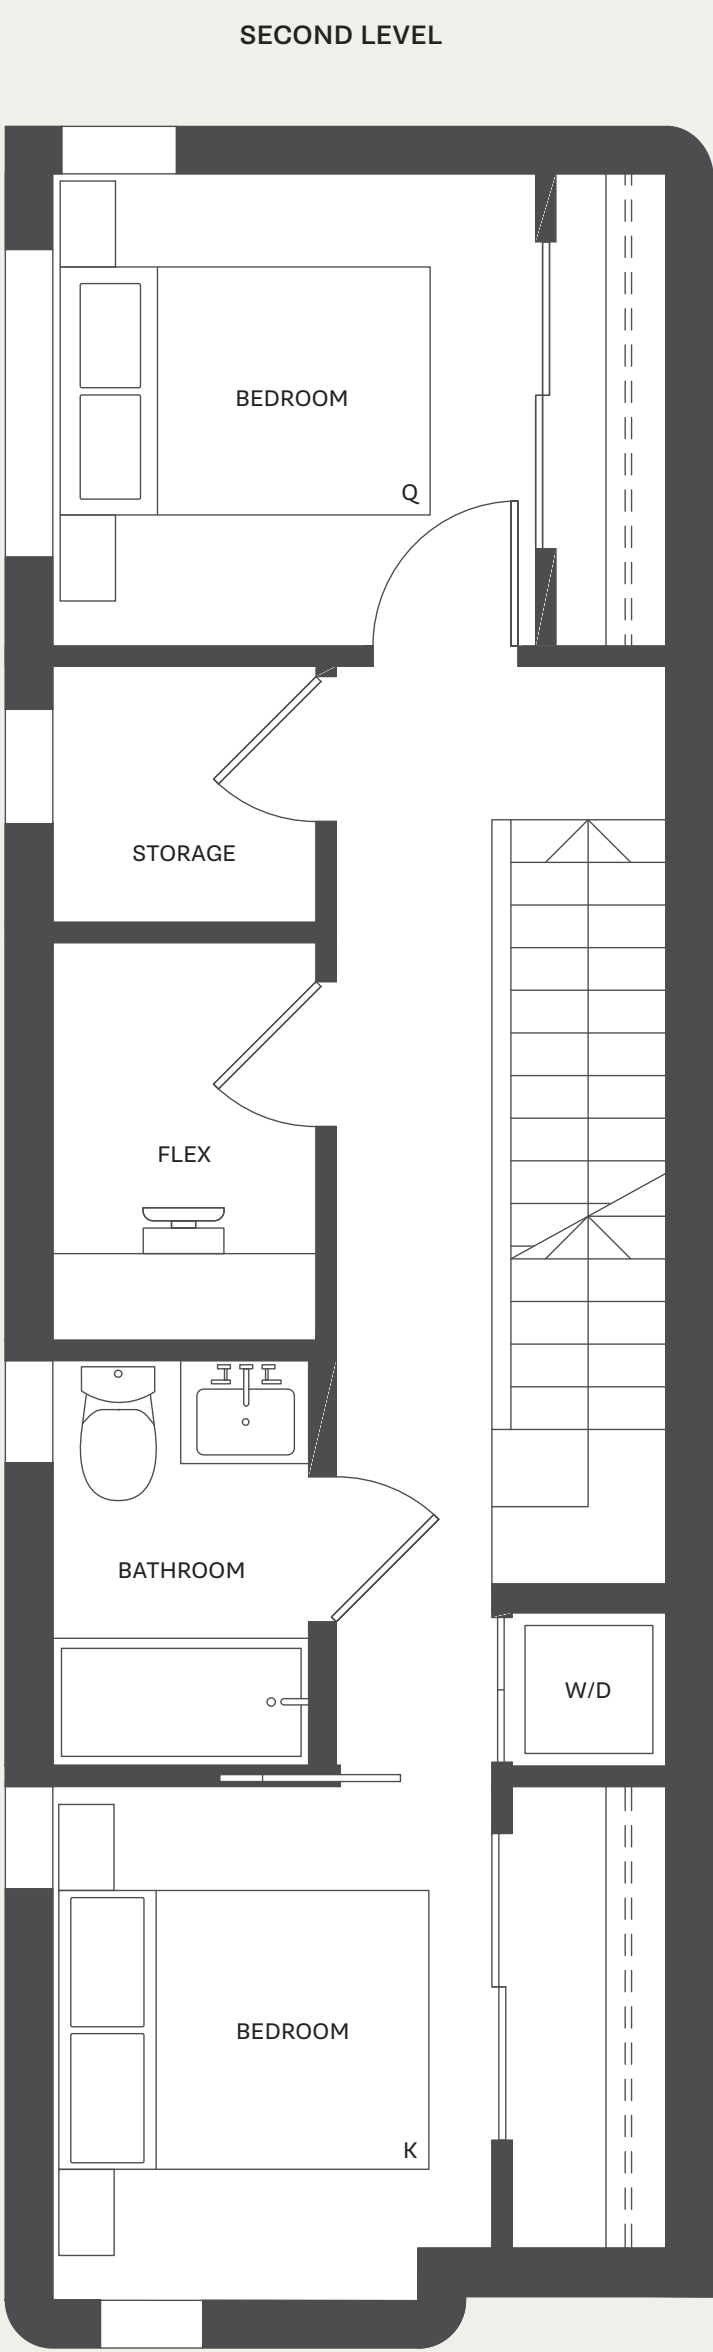 SECOND LEVEL
BEDROOM
Q
STORAGE
FLEX
BATHROOM
W/D
BEDROOM
K